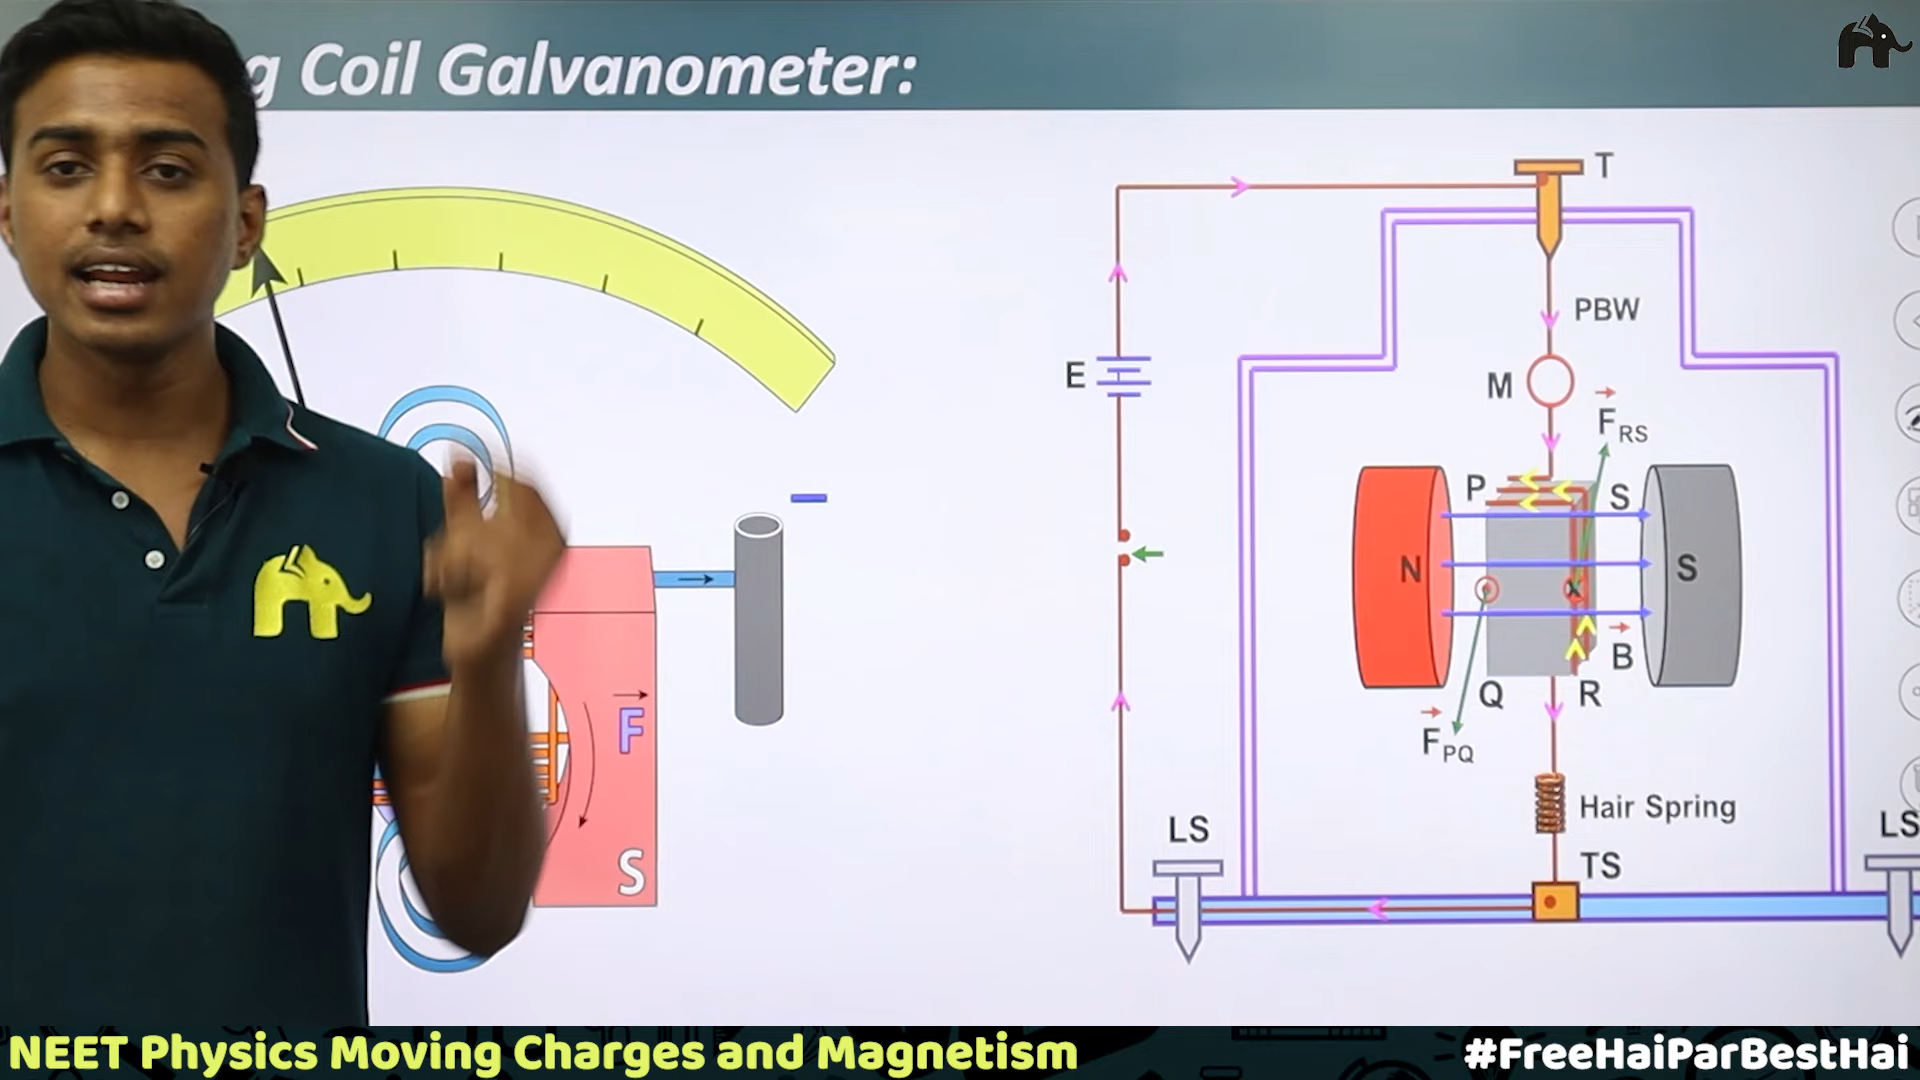 g Coil Galvanometer:
T
PBW
E
M
F RS
P
S
N
S
B
Q
R
F PQ
F
S
Hair Spring
LS
TS
LS
NEET Physics Moving Charges and Magnetism
#FreeHaiParBestHai